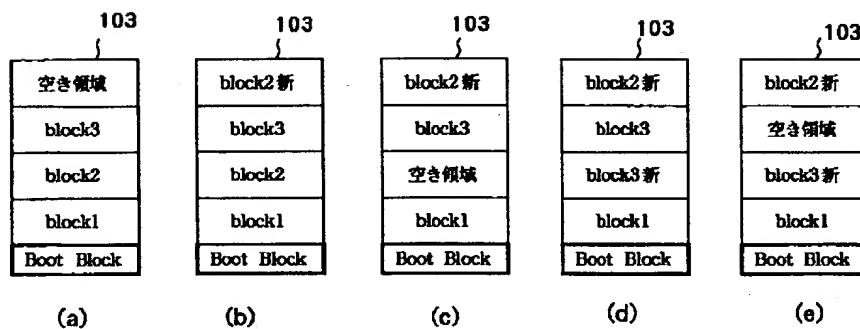 103
空き領域
block3
block2
block1
Boot Block
(a)
103
block2新
block3
block2
block1
Boot Block
(b)
103
block2新
block3
空き領域
block1
Boot Block
(c)
103
block2新
block3
block3新
block1
Boot Block
(d)
103
block2新
空き領域
block3新
block1
Boot Block
(e)